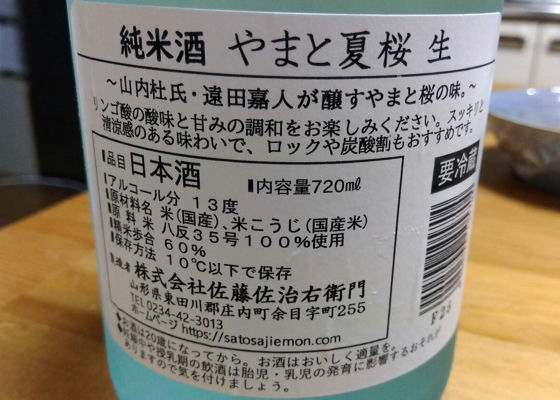 純米酒 やまと夏桜 生
～山内杜氏・遠田嘉人が醸すやまと桜の味。～
リンゴ酸の酸味と甘みの調和をお楽しみください。スッキリと
清涼感のある味わいで、ロックや炭酸割もおすすめです。
▮品目 日本酒 ▮内容量720mℓ
▮アルコール分 13度
▮原材料名 米(国産)、米こうじ(国産米)
▮原料米 八反35号100%使用
▮精米歩合 60%
▮保存方法 10℃以下で保存
▮製造者 株式会社佐藤佐治右衛門
山形県東田川郡庄内町余目字町255
TEL0234-42-3013
ホームページ https://satosajiemon.com/
要冷蔵
●お酒は20歳になってから。お酒はおいしく適量を。
●妊娠中や授乳期の飲酒は胎児・乳児の発育に影響するおそれが
ありますので気を付けましょう。